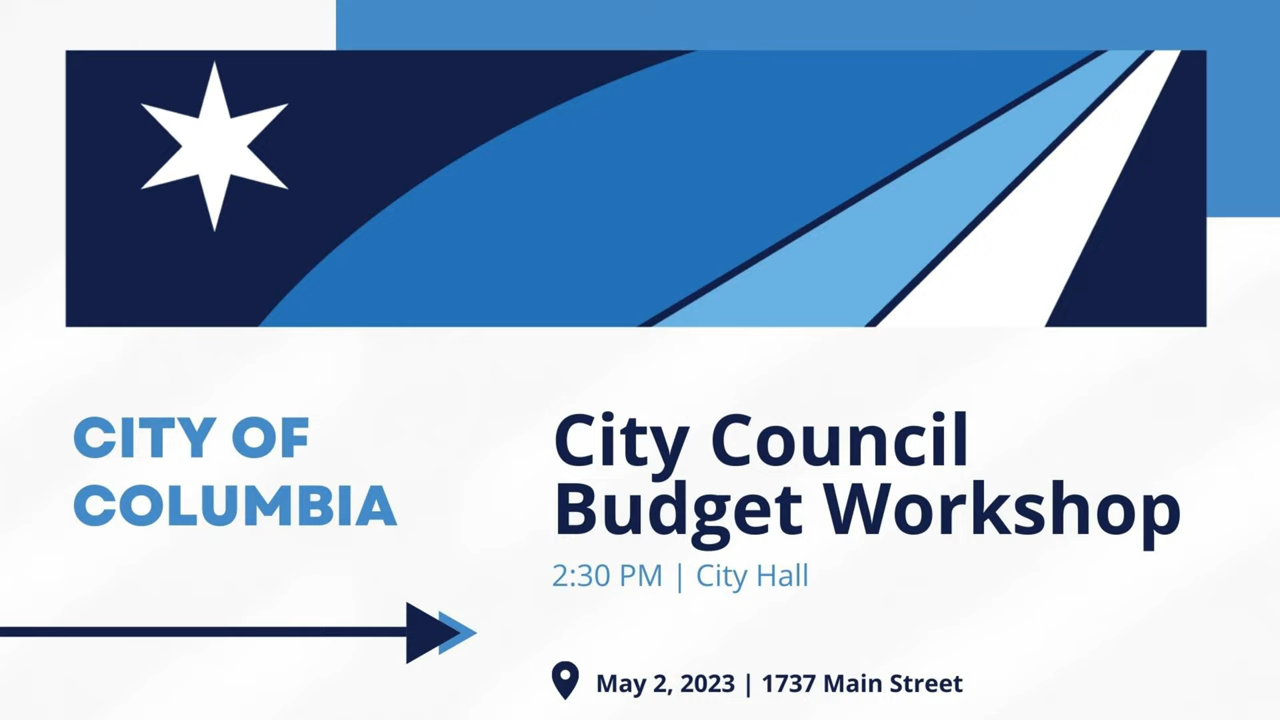 CITY OF
COLUMBIA
City Council
Budget Workshop
2:30 PM | City Hall
May 2, 2023 | 1737 Main Street